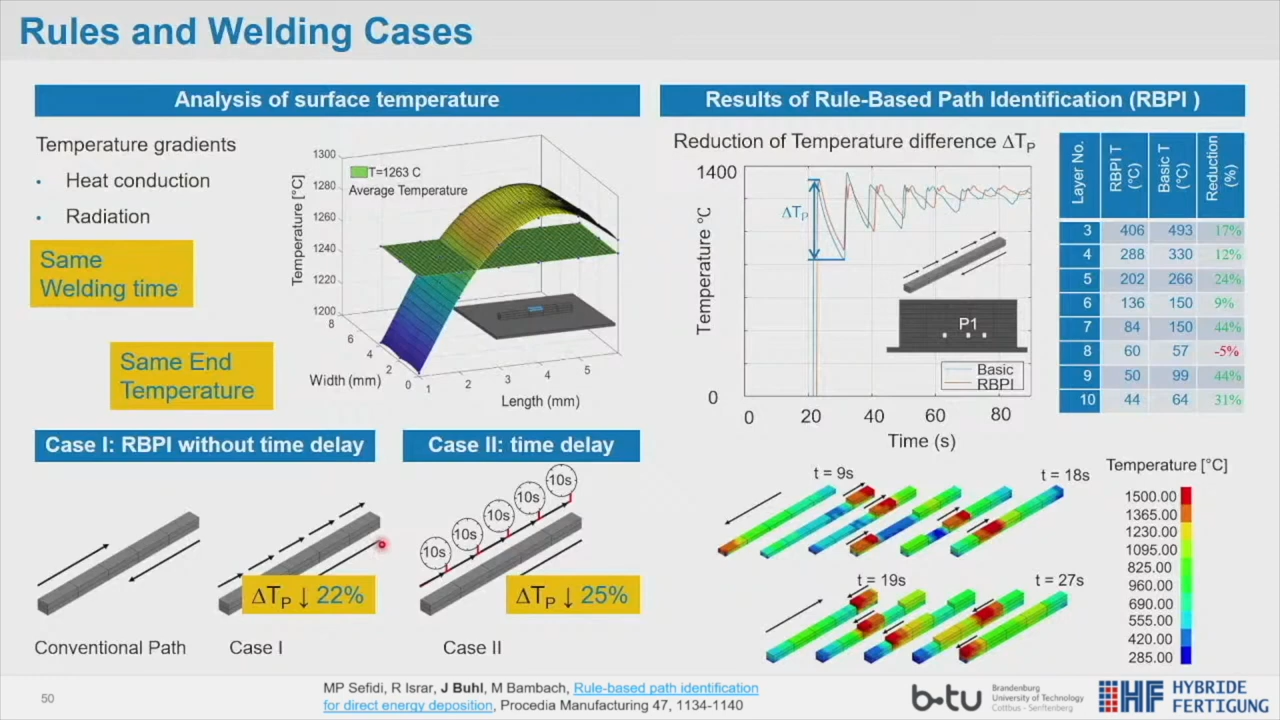 Rules and Welding Cases
Analysis of surface temperature
Temperature gradients
• Heat conduction
• Radiation
Same
Welding time
Same End
Temperature
T=1263 C
Average Temperature
Temperature [°C]
1300
1280
1260
1240
1220
1200
8
6
4
2
0
Width (mm)
1
2
3
4
5
Length (mm)
Case I: RBPI without time delay
Case II: time delay
10s
10s
10s
10s
10s
ΔTP ↓ 22%
ΔTP ↓ 25%
Conventional Path
Case I
Case II
Results of Rule-Based Path Identification (RBPI )
Reduction of Temperature difference ΔTP
1400
0
Temperature °C
ΔTP
P1
Basic
RBPI
0 20 40 60 80
Time (s)
Layer No. RBPI T (°C) Basic T (°C) Reduction (%)
3 406 493 17%
4 288 330 12%
5 202 266 24%
6 136 150 9%
7 84 150 44%
8 60 57 -5%
9 50 99 44%
10 44 64 31%
t = 9s
t = 18s
t = 19s
t = 27s
Temperature [°C]
1500.00
1365.00
1230.00
1095.00
825.00
960.00
690.00
555.00
420.00
285.00
50
MP Sefidi, R Israr, J Buhl, M Bambach, Rule-based path identification
for direct energy deposition, Procedia Manufacturing 47, 1134-1140
b-tu
Brandenburg
University of Technology
Cottbus - Senftenberg
HF HYBRIDE
FERTIGUNG